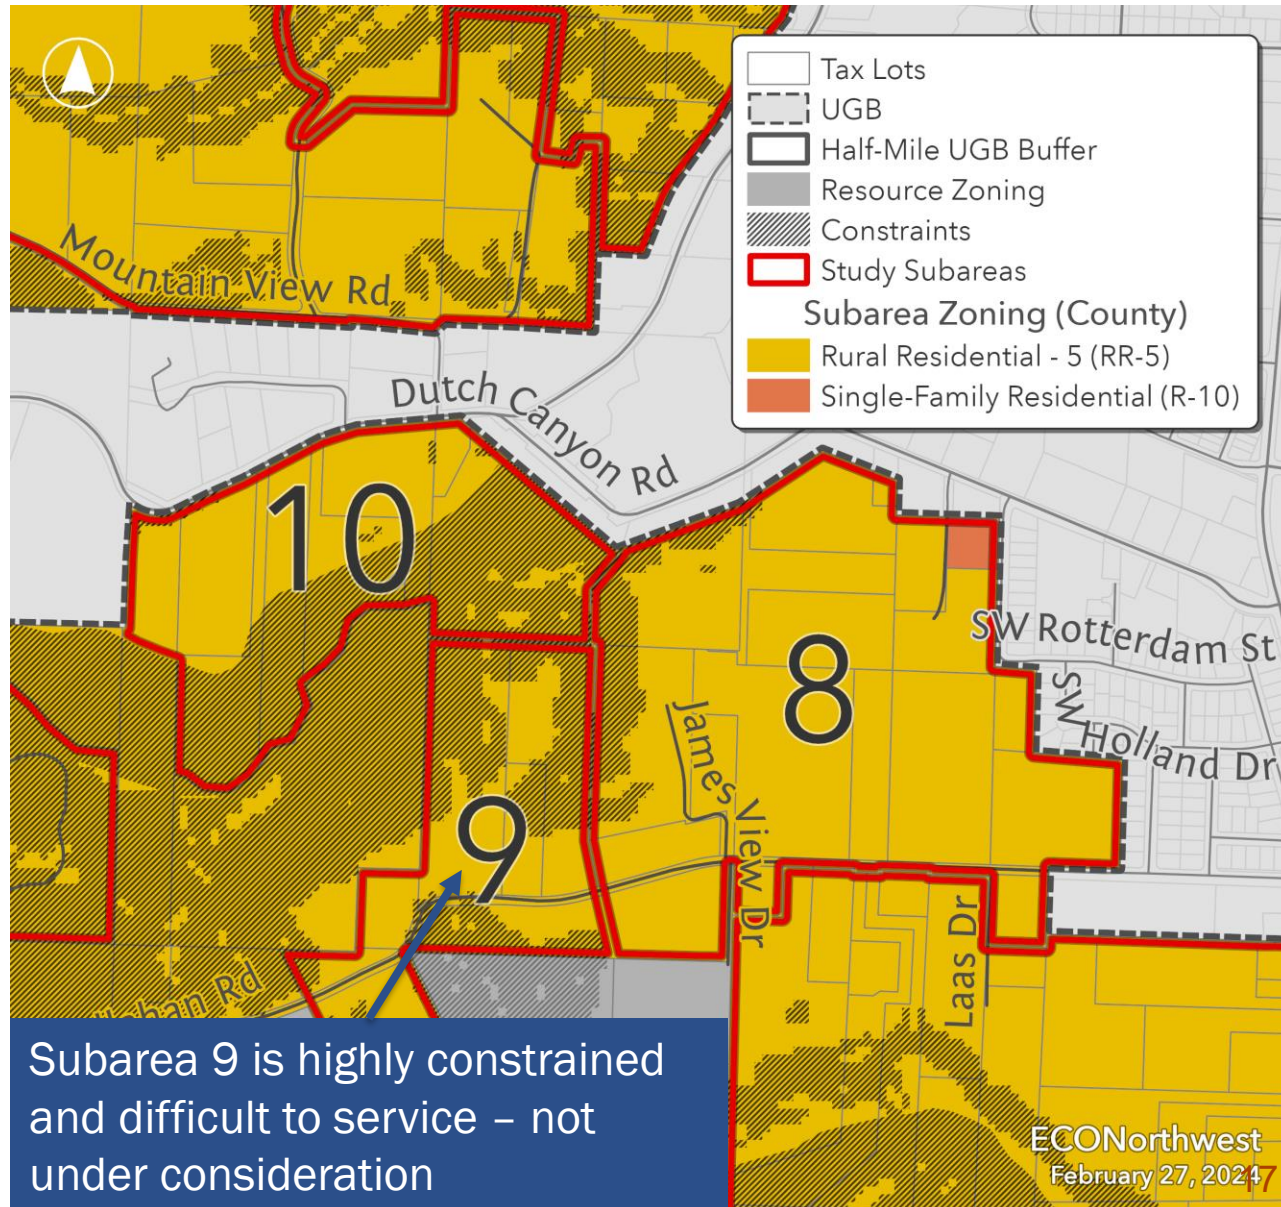 Tax Lots
UGB
Half-Mile UGB Buffer
Resource Zoning
Constraints
Study Subareas
Subarea Zoning (County)
Rural Residential - 5 (RR-5)
Single-Family Residential (R-10)
Mountain View Rd
Dutch Canyon Rd
10
8
9
SW Rotterdam St
SW Holland Dr
James View Dr
Laas Dr
Rd
Subarea 9 is highly constrained
and difficult to service – not
under consideration
ECONorthwest
February 27, 2024
17